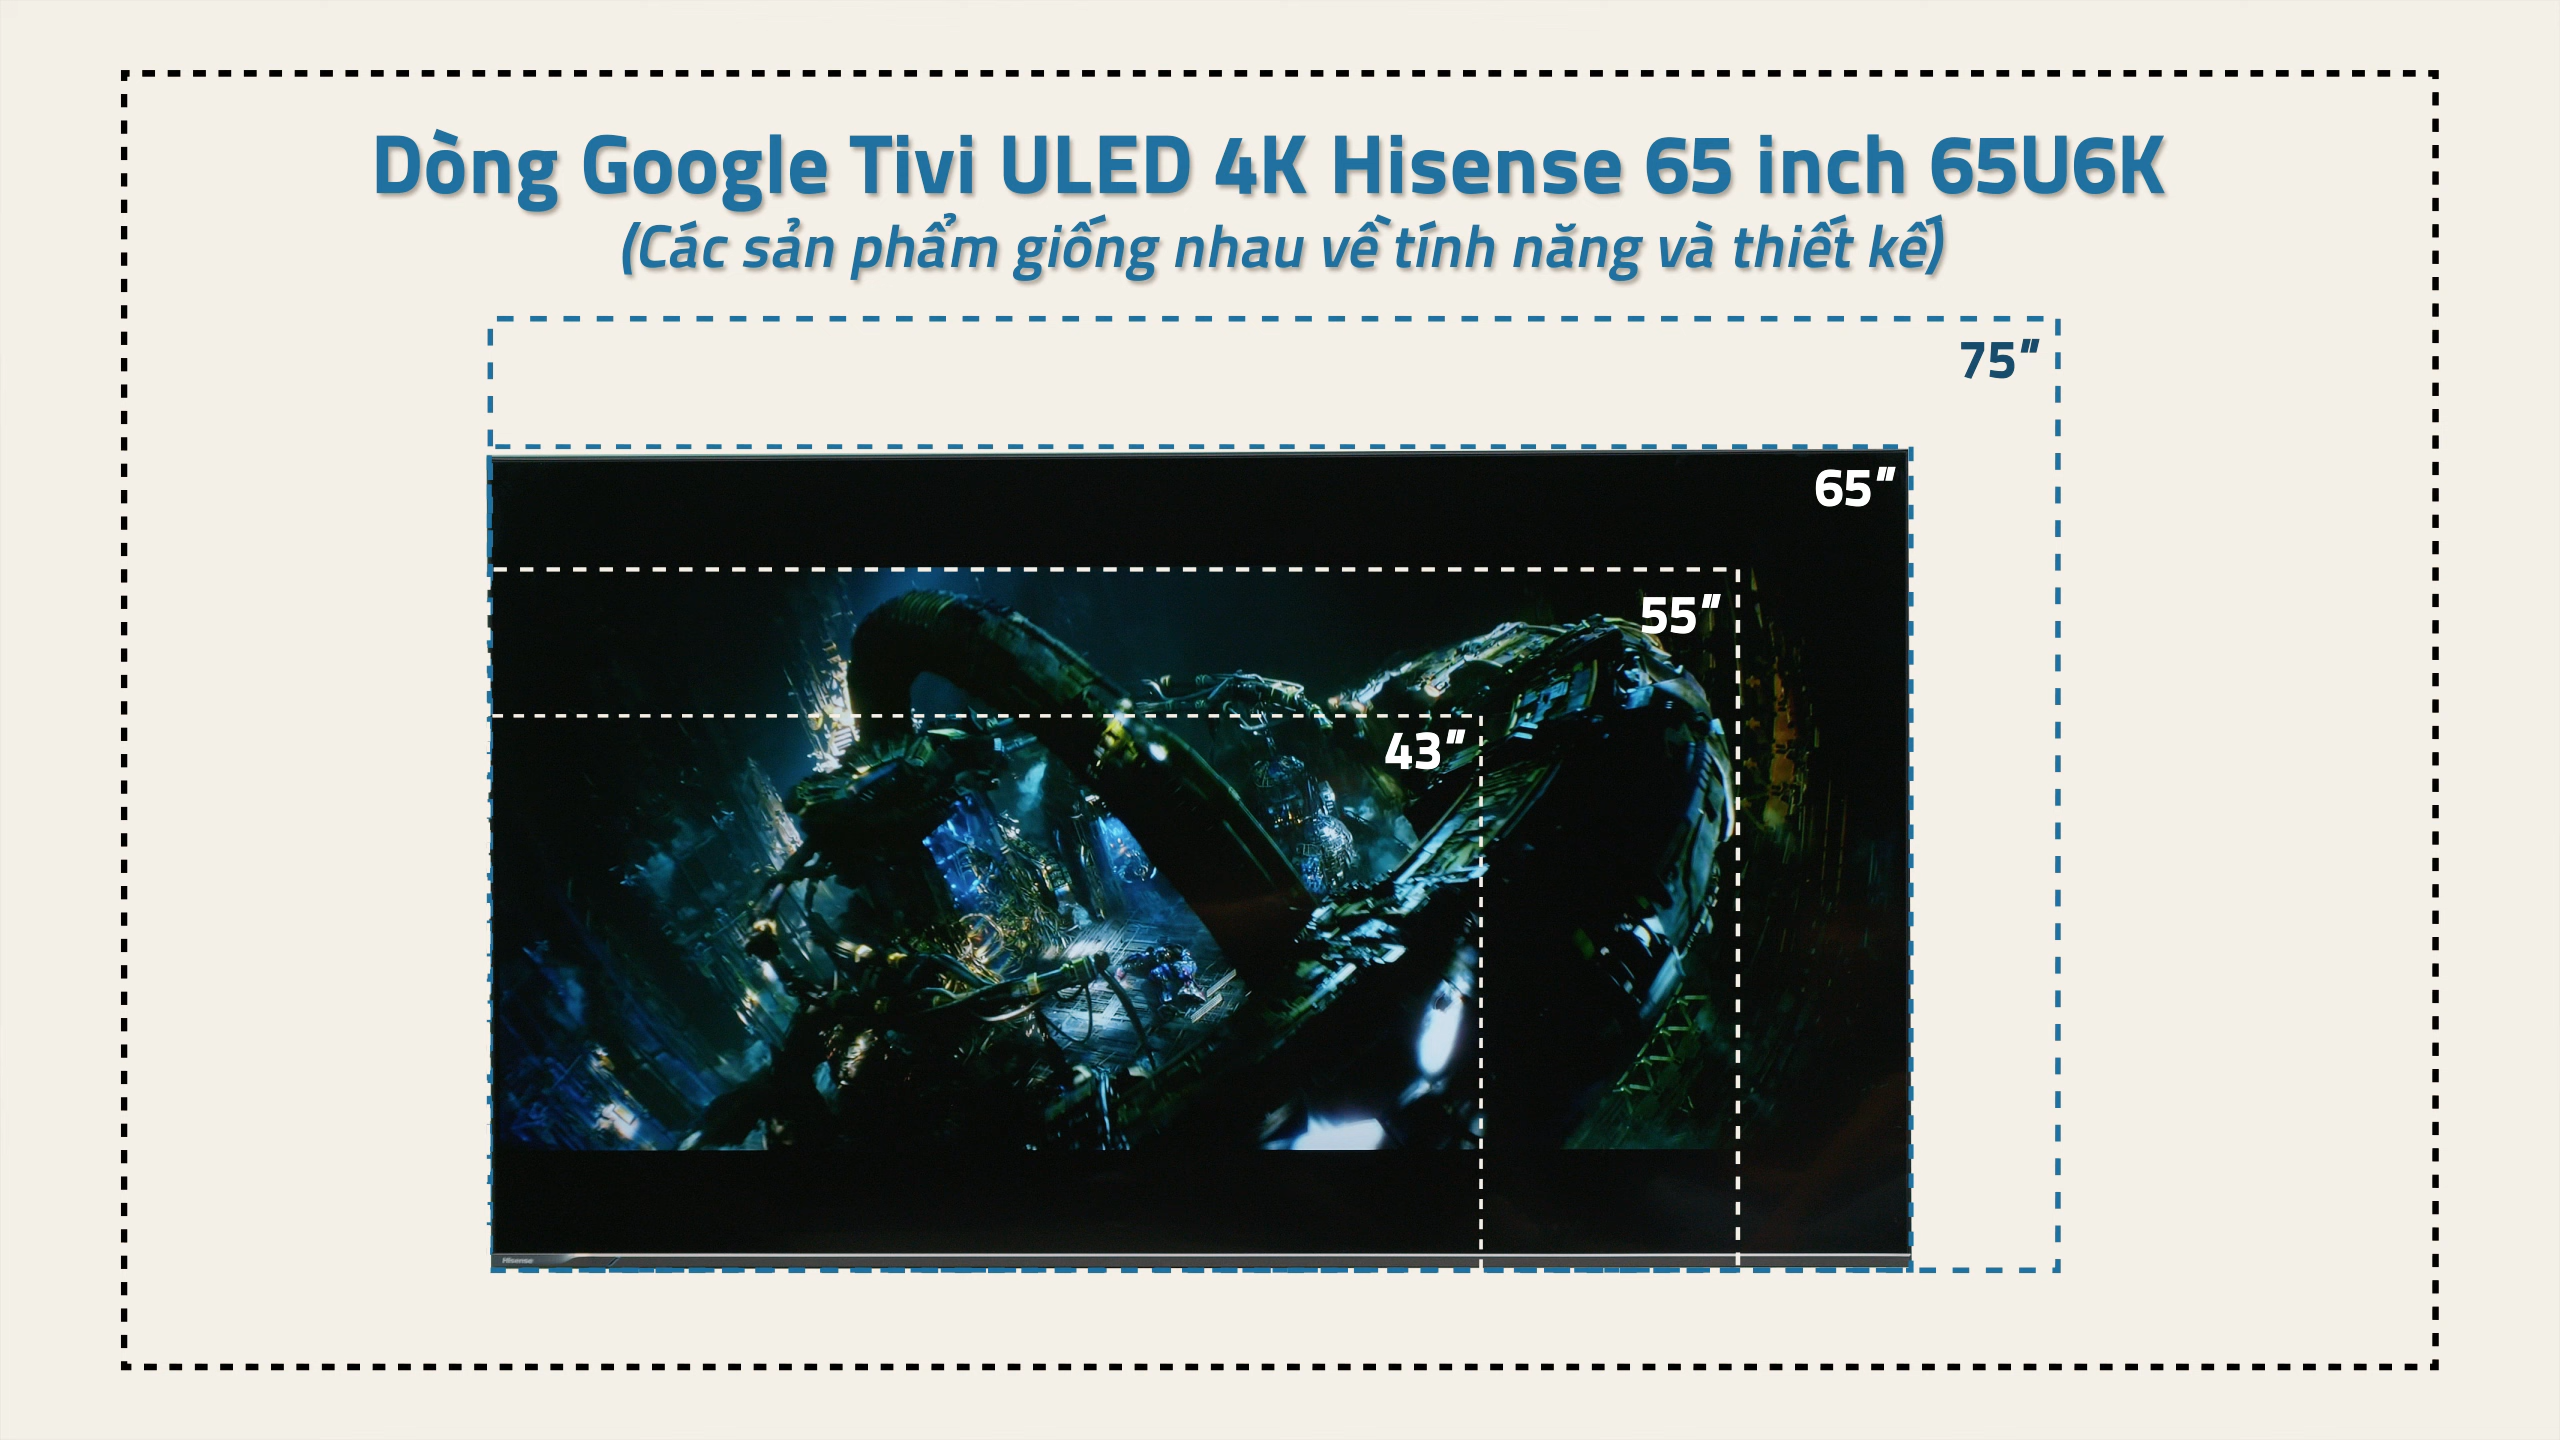 Dòng Google Tivi ULED 4K Hisense 65 inch 65U6K
(Các sản phẩm giống nhau về tính năng và thiết kế)
75"
65"
55"
43"
Hisense